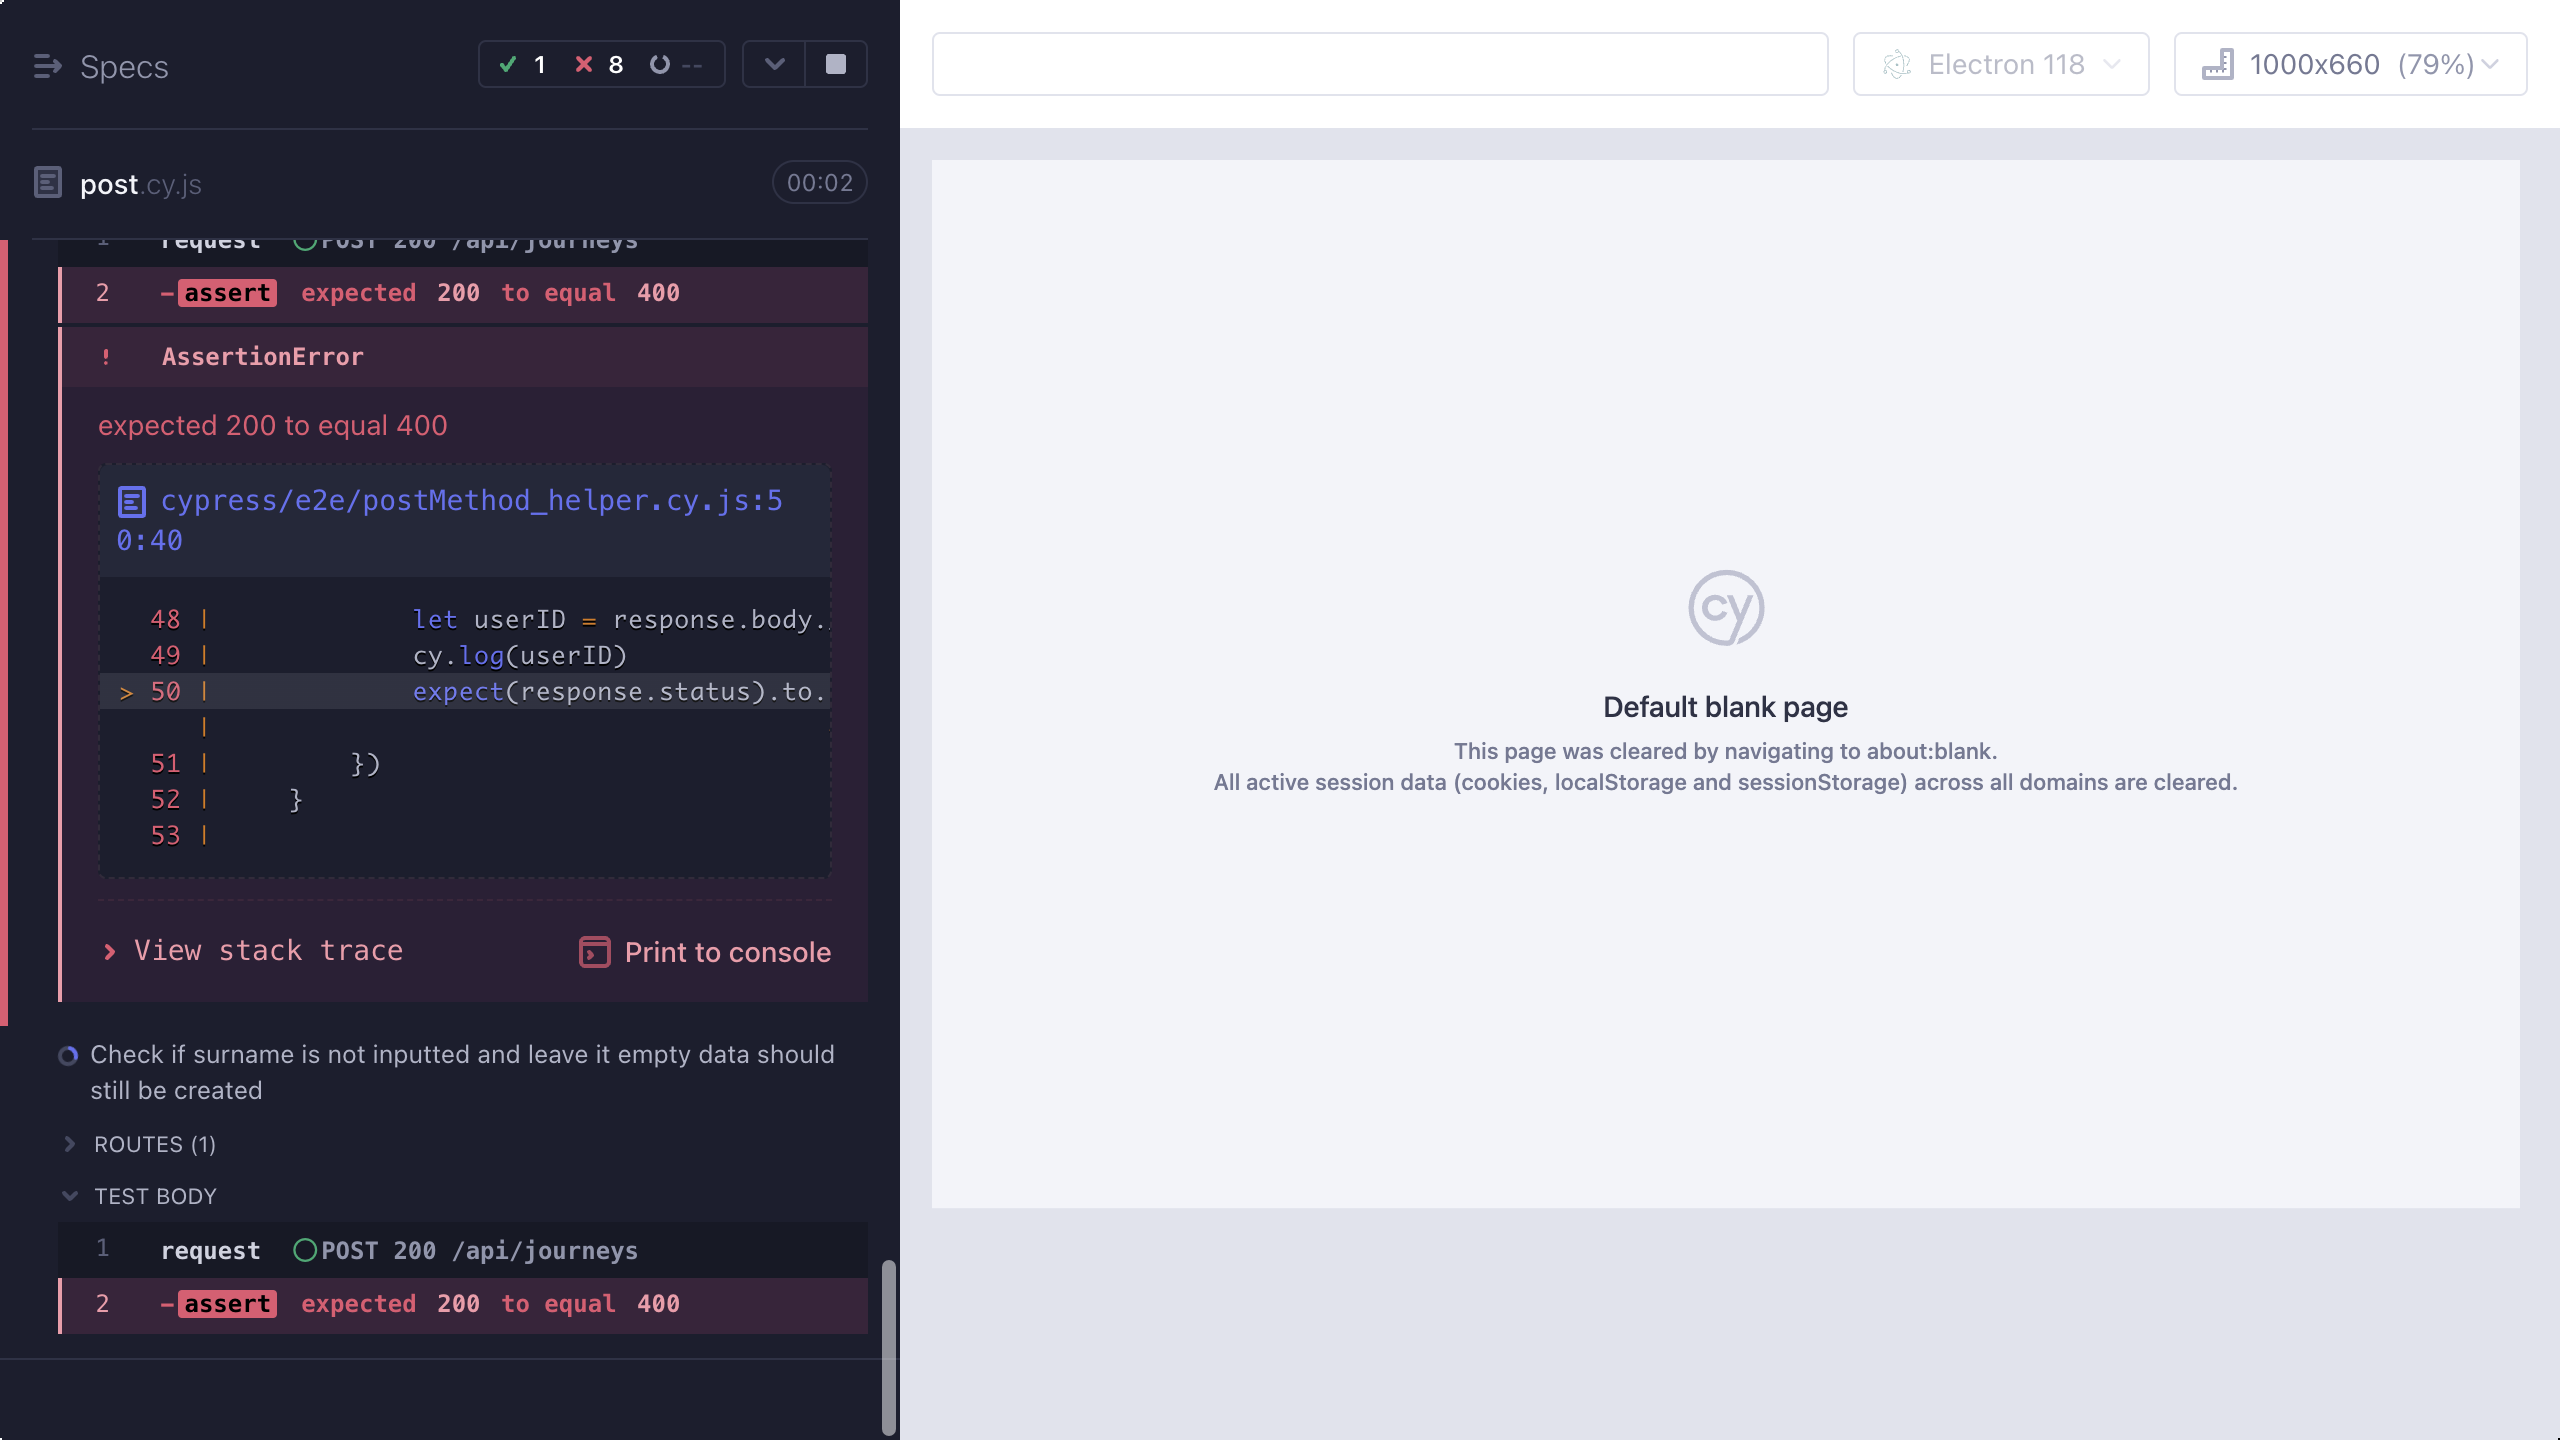 Specs
1 8 --
post.cy.js
00:02
1 request POST 200 /api/journeys
2 -assert expected 200 to equal 400
! AssertionError
expected 200 to equal 400
cypress/e2e/postMethod_helper.cy.js:5
0:40
48 | let userID = response.body.
49 | cy.log(userID)
> 50 | expect(response.status).to.
|
51 | })
52 | }
53 |
View stack trace
Print to console
Check if surname is not inputted and leave it empty data should
still be created
ROUTES (1)
TEST BODY
1 request POST 200 /api/journeys
2 -assert expected 200 to equal 400
Electron 118
1000x660 (79%)
cy
Default blank page
This page was cleared by navigating to about:blank.
All active session data (cookies, localStorage and sessionStorage) across all domains are cleared.